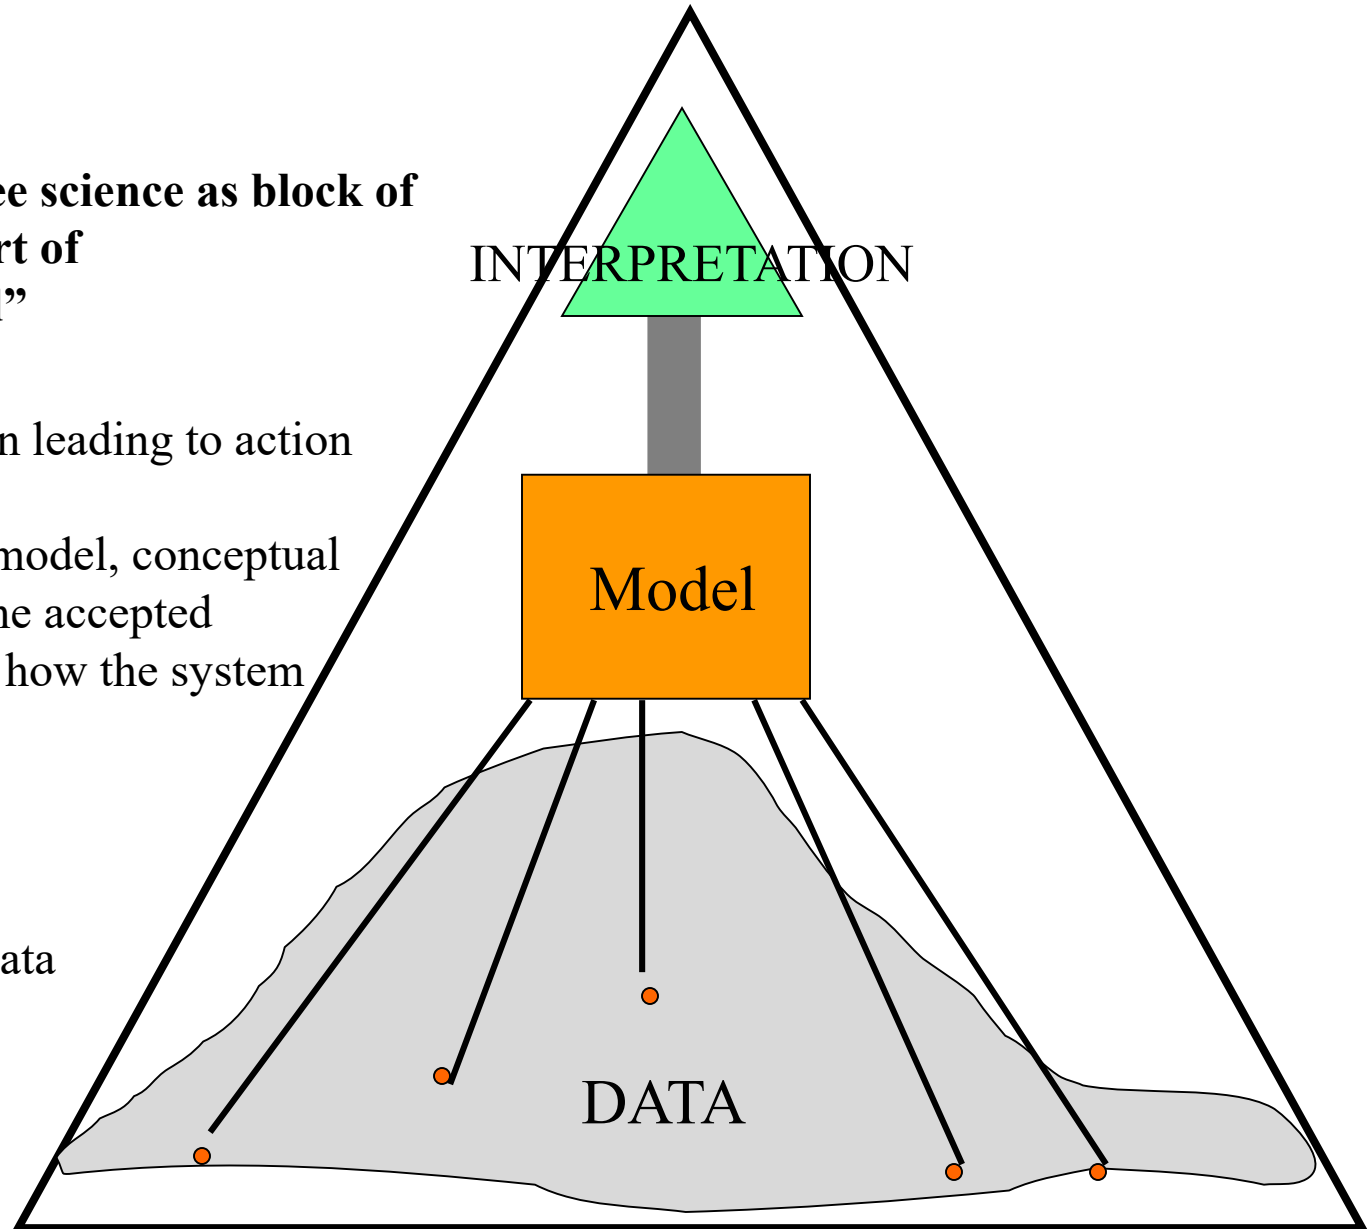 ee science as block of
rt of
l”
INTERPRETATION
n leading to action
model, conceptual
ne accepted
how the system
Model
ata
DATA